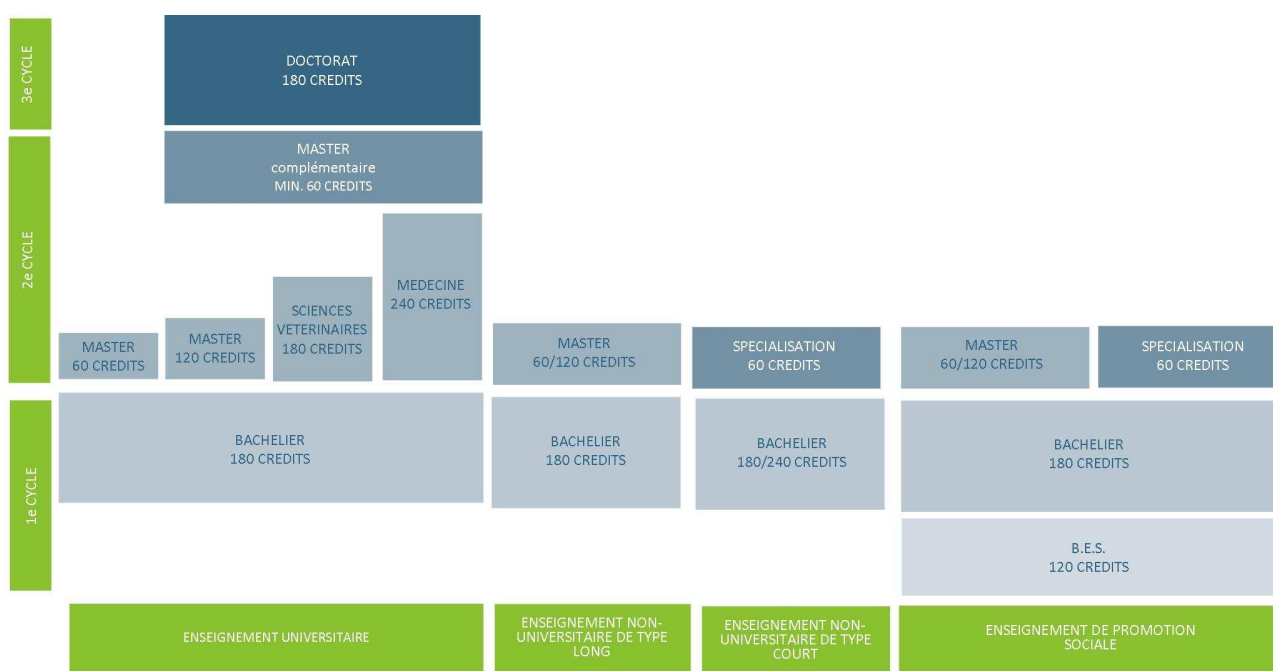 3e CYCLE
DOCTORAT
180 CREDITS
2e CYCLE
MASTER
complémentaire
MIN. 60 CREDITS
MASTER
60 CREDITS
MASTER
120 CREDITS
SCIENCES
VETERINAIRES
180 CREDITS
MEDECINE
240 CREDITS
MASTER
60/120 CREDITS
SPECIALISATION
60 CREDITS
MASTER
60/120 CREDITS
SPECIALISATION
60 CREDITS
1e CYCLE
BACHELIER
180 CREDITS
BACHELIER
180 CREDITS
BACHELIER
180/240 CREDITS
BACHELIER
180 CREDITS
B.E.S.
120 CREDITS
ENSEIGNEMENT UNIVERSITAIRE
ENSEIGNEMENT NON-
UNIVERSITAIRE DE TYPE
LONG
ENSEIGNEMENT NON-
UNIVERSITAIRE DE TYPE
COURT
ENSEIGNEMENT DE PROMOTION
SOCIALE